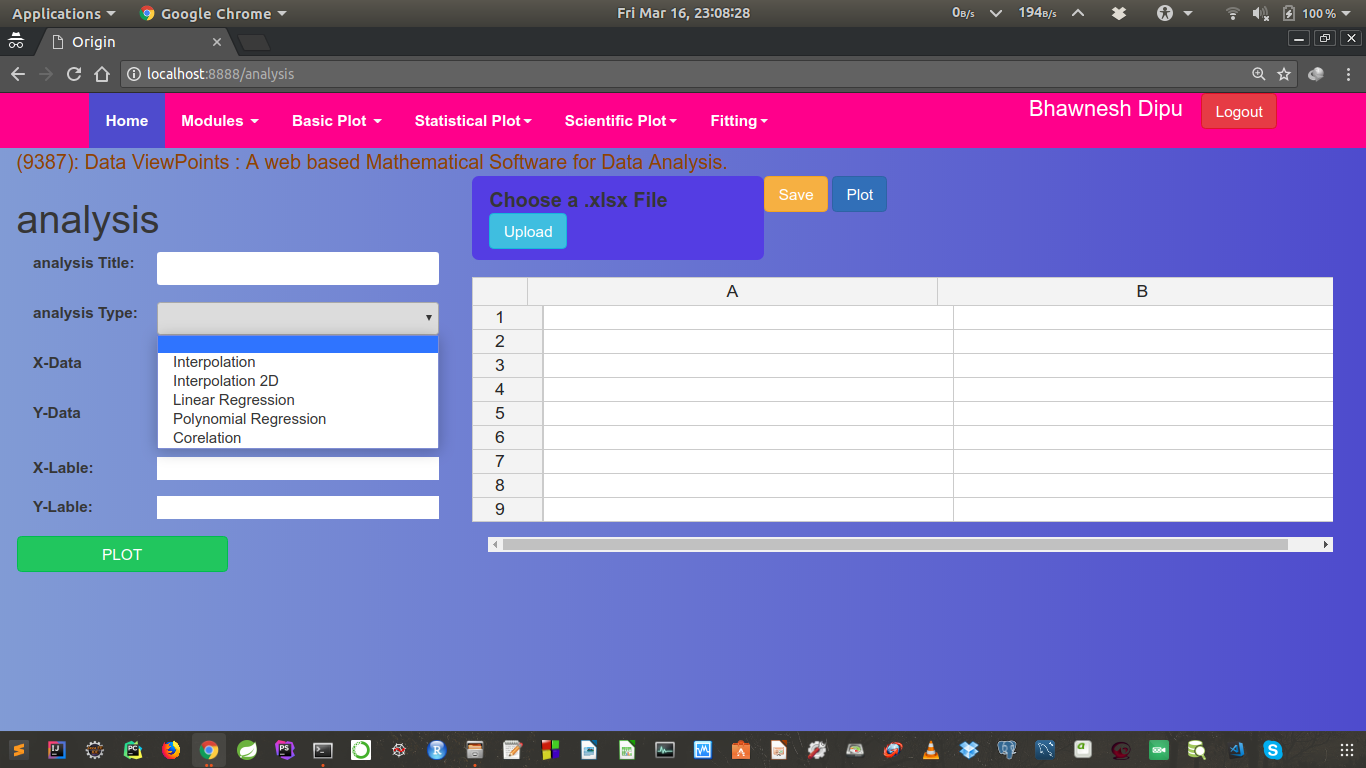 Applications Google Chrome Fri Mar 16, 23:08:28 0B/s 194B/s 100 %
Origin
localhost:8888/analysis
Home Modules Basic Plot Statistical Plot Scientific Plot Fitting Bhawnesh Dipu Logout
(9387): Data ViewPoints : A web based Mathematical Software for Data Analysis.
analysis
analysis Title:
analysis Type:
Interpolation
Interpolation 2D
Linear Regression
Polynomial Regression
Corelation
X-Data
Y-Data
X-Lable:
Y-Lable:
PLOT
Choose a .xlsx File
Upload
Save Plot
A B
1
2
3
4
5
6
7
8
9